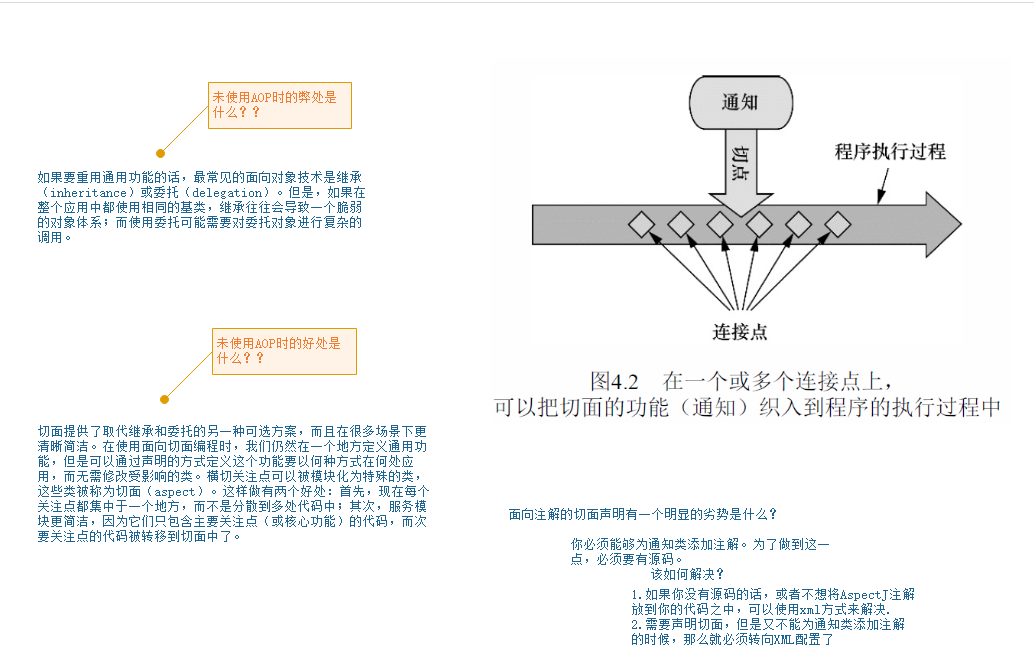 未使用AOP时的弊处是
什么？？
如果要重用通用功能的话，最常见的面向对象技术是继承
（inheritance）或委托（delegation）。但是，如果在
整个应用中都使用相同的基类，继承往往会导致一个脆弱
的对象体系；而使用委托可能需要对委托对象进行复杂的
调用。
未使用AOP时的好处是
什么？？
切面提供了取代继承和委托的另一种可选方案，而且在很多场景下更
清晰简洁。在使用面向切面编程时，我们仍然在一个地方定义通用功
能，但是可以通过声明的方式定义这个功能要以何种方式在何处应
用，而无需修改受影响的类。横切关注点可以被模块化为特殊的类，
这些类被称为切面（aspect）。这样做有两个好处：首先，现在每个
关注点都集中于一个地方，而不是分散到多处代码中；其次，服务模
块更简洁，因为它们只包含主要关注点（或核心功能）的代码，而次
要关注点的代码被转移到切面中了。
通知
切点
程序执行过程
连接点
图4.2 在一个或多个连接点上，
可以把切面的功能（通知）织入到程序的执行过程中
面向注解的切面声明有一个明显的劣势是什么？
你必须能够为通知类添加注解。为了做到这一
点，必须要有源码。
该如何解决？
1.如果你没有源码的话，或者不想将AspectJ注解
放到你的代码之中，可以使用xml方式来解决.
2.需要声明切面，但是又不能为通知类添加注解
的时候，那么就必须转向XML配置了